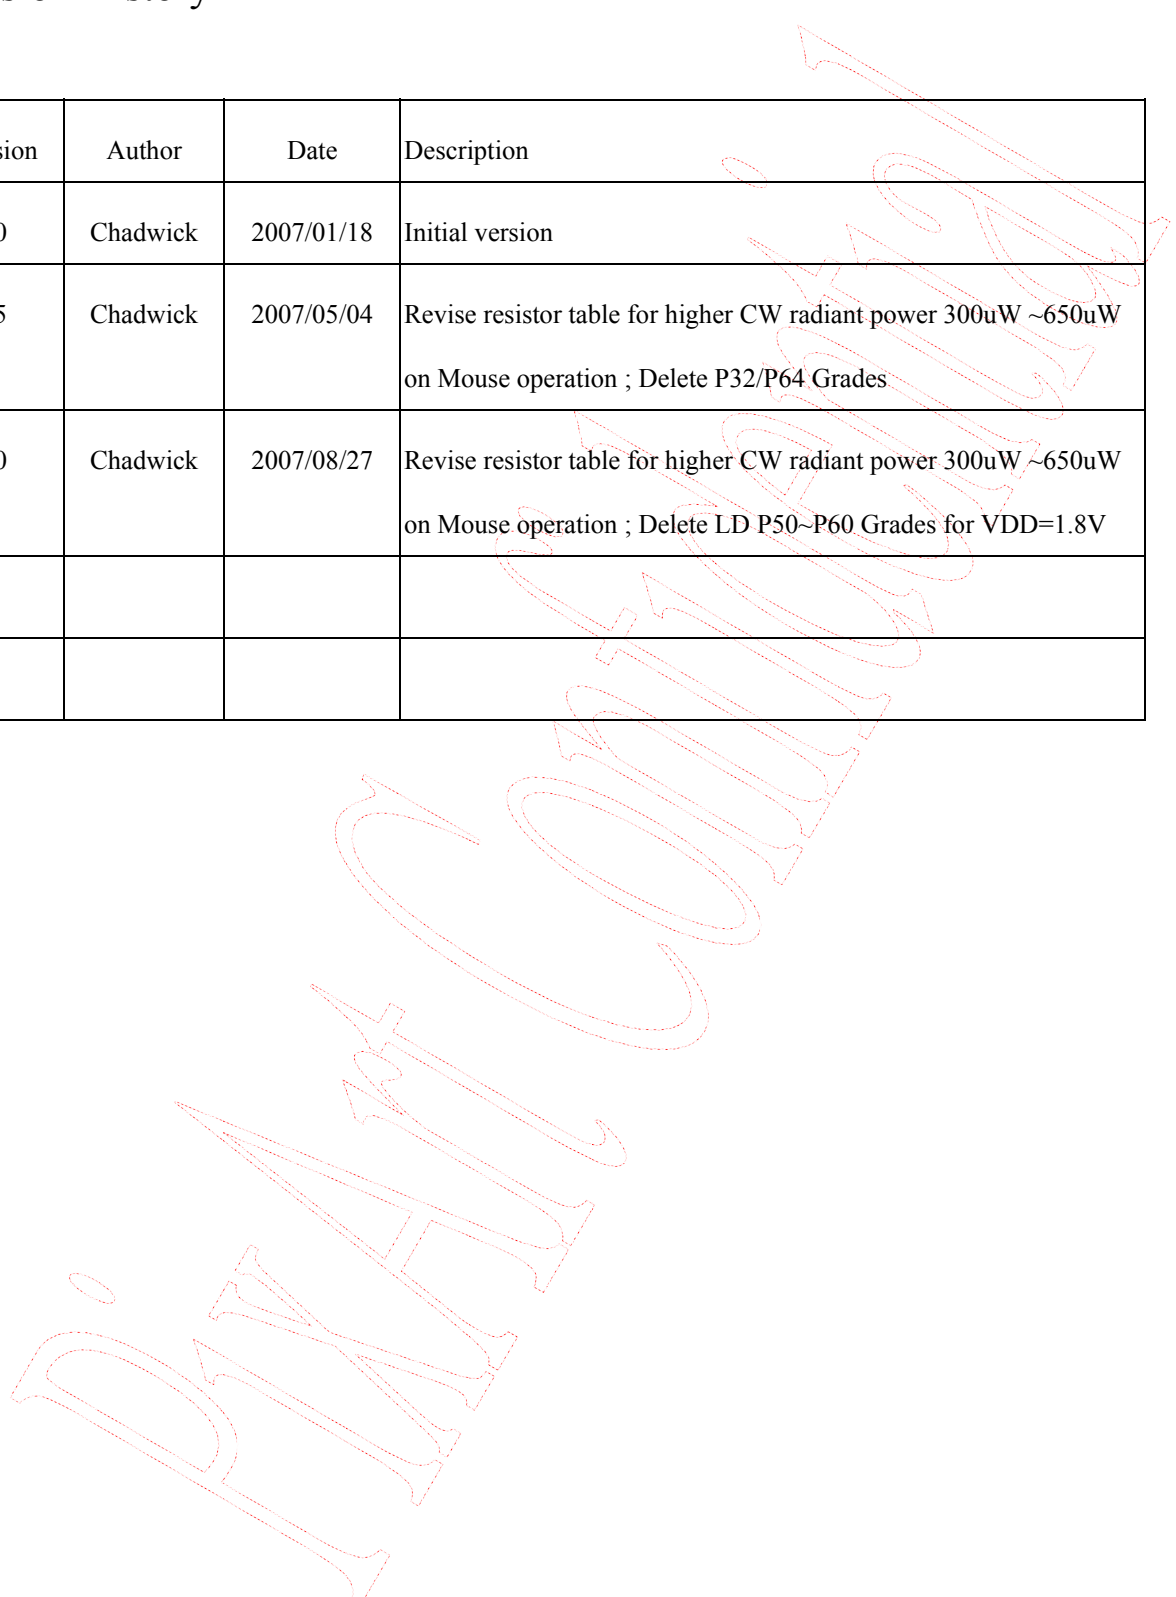 sion Author Date Description
0 Chadwick 2007/01/18 Initial version
5 Chadwick 2007/05/04 Revise resistor table for higher CW radiant power 300uW ~650uW
on Mouse operation ; Delete P32/P64 Grades
0 Chadwick 2007/08/27 Revise resistor table for higher CW radiant power 300uW ~650uW
on Mouse operation ; Delete LD P50~P60 Grades for VDD=1.8V
PixArt Confidential